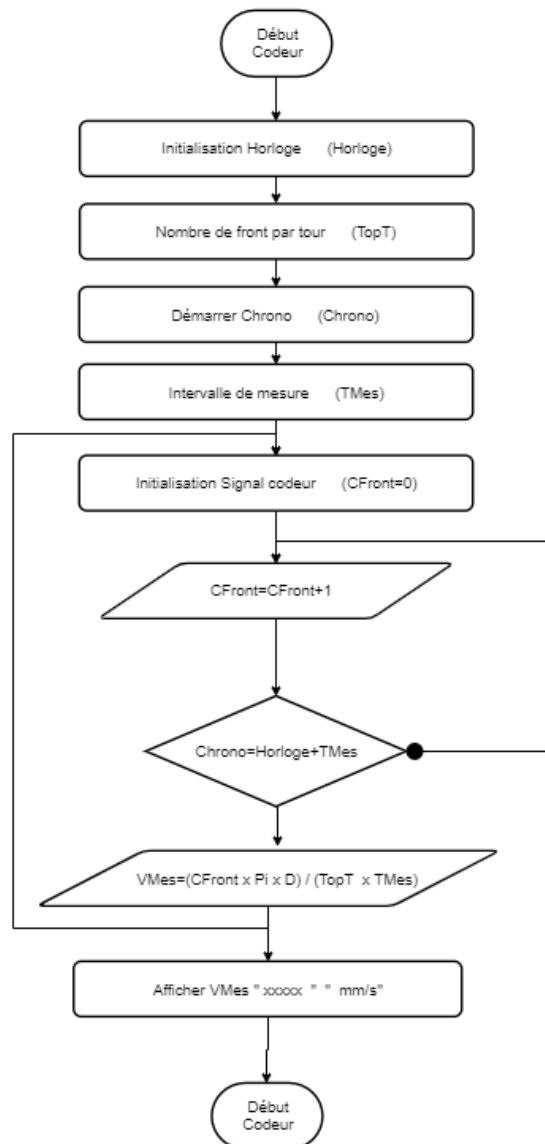 Début
Codeur
Initialisation Horloge (Horloge)
Nombre de front par tour (TopT)
Démarrer Chrono (Chrono)
Intervalle de mesure (TMes)
Initialisation Signal codeur (CFront=0)
CFront=CFront+1
Chrono=Horloge+TMes
VMes=(CFront x Pi x D) / (TopT x TMes)
Afficher VMes " xxxxx " " mm/s"
Début
Codeur